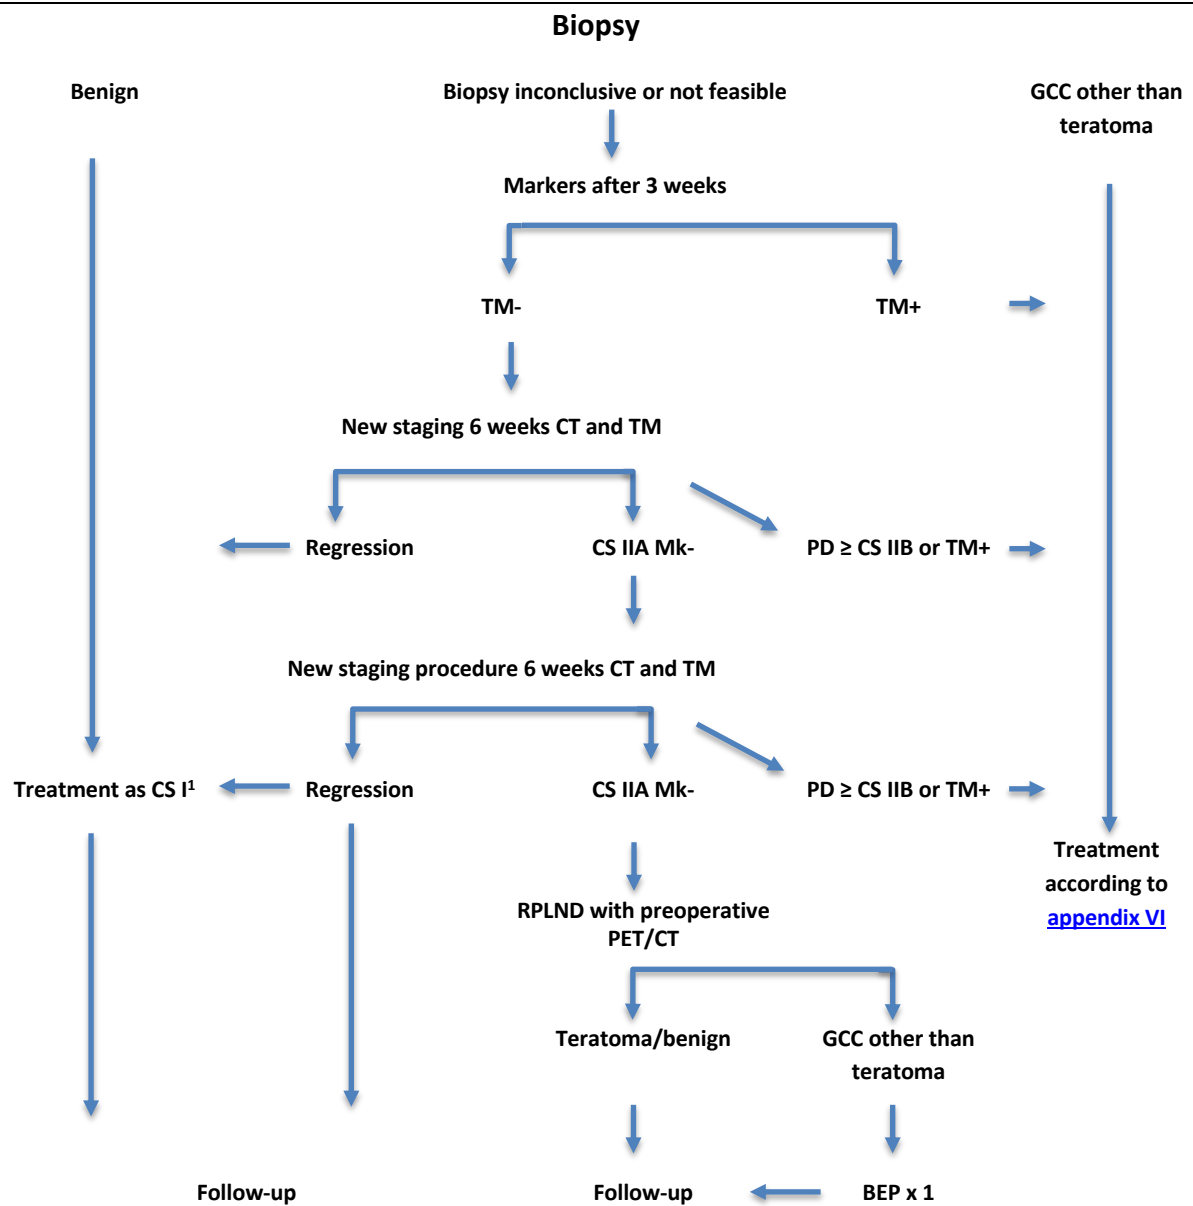 Biopsy
Benign
Biopsy inconclusive or not feasible
GCC other than
teratoma
Markers after 3 weeks
TM-
TM+
New staging 6 weeks CT and TM
Regression
CS IIA Mk-
PD ≥ CS IIB or TM+
New staging procedure 6 weeks CT and TM
Treatment as CS I¹
Regression
CS IIA Mk-
PD ≥ CS IIB or TM+
Treatment
according to
appendix VI
RPLND with preoperative
PET/CT
Teratoma/benign
GCC other than
teratoma
Follow-up
Follow-up
BEP x 1